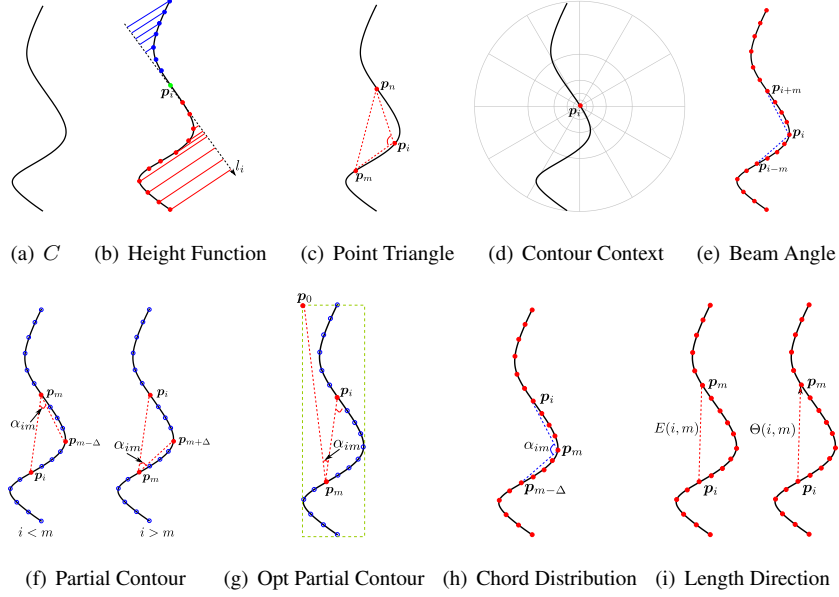 p_i
l_i
p_n
p_i
p_m
p_i
p_{i+m}
p_i
p_{i-m}
(a) C (b) Height Function (c) Point Triangle (d) Contour Context (e) Beam Angle
p_m
α_{im}
p_{m-Δ}
p_i
i < m
p_i
α_{im}
p_{m+Δ}
p_m
i > m
p_0
p_i
α_{im}
p_m
p_i
α_{im}
p_m
p_{m-Δ}
p_m
E(i, m)
p_i
p_m
Θ(i, m)
p_i
(f) Partial Contour (g) Opt Partial Contour (h) Chord Distribution (i) Length Direction